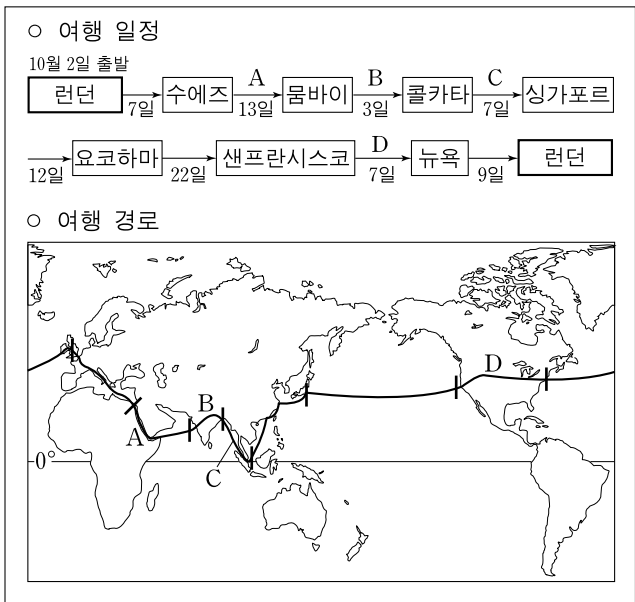 ○ 여행 일정
10월 2일 출발
런던 7일 수에즈 A 13일 뭄바이 B 3일 콜카타 C 7일 싱가포르
12일 요코하마 22일 샌프란시스코 D 7일 뉴욕 9일 런던
○ 여행 경로
D
B
A
0°
C